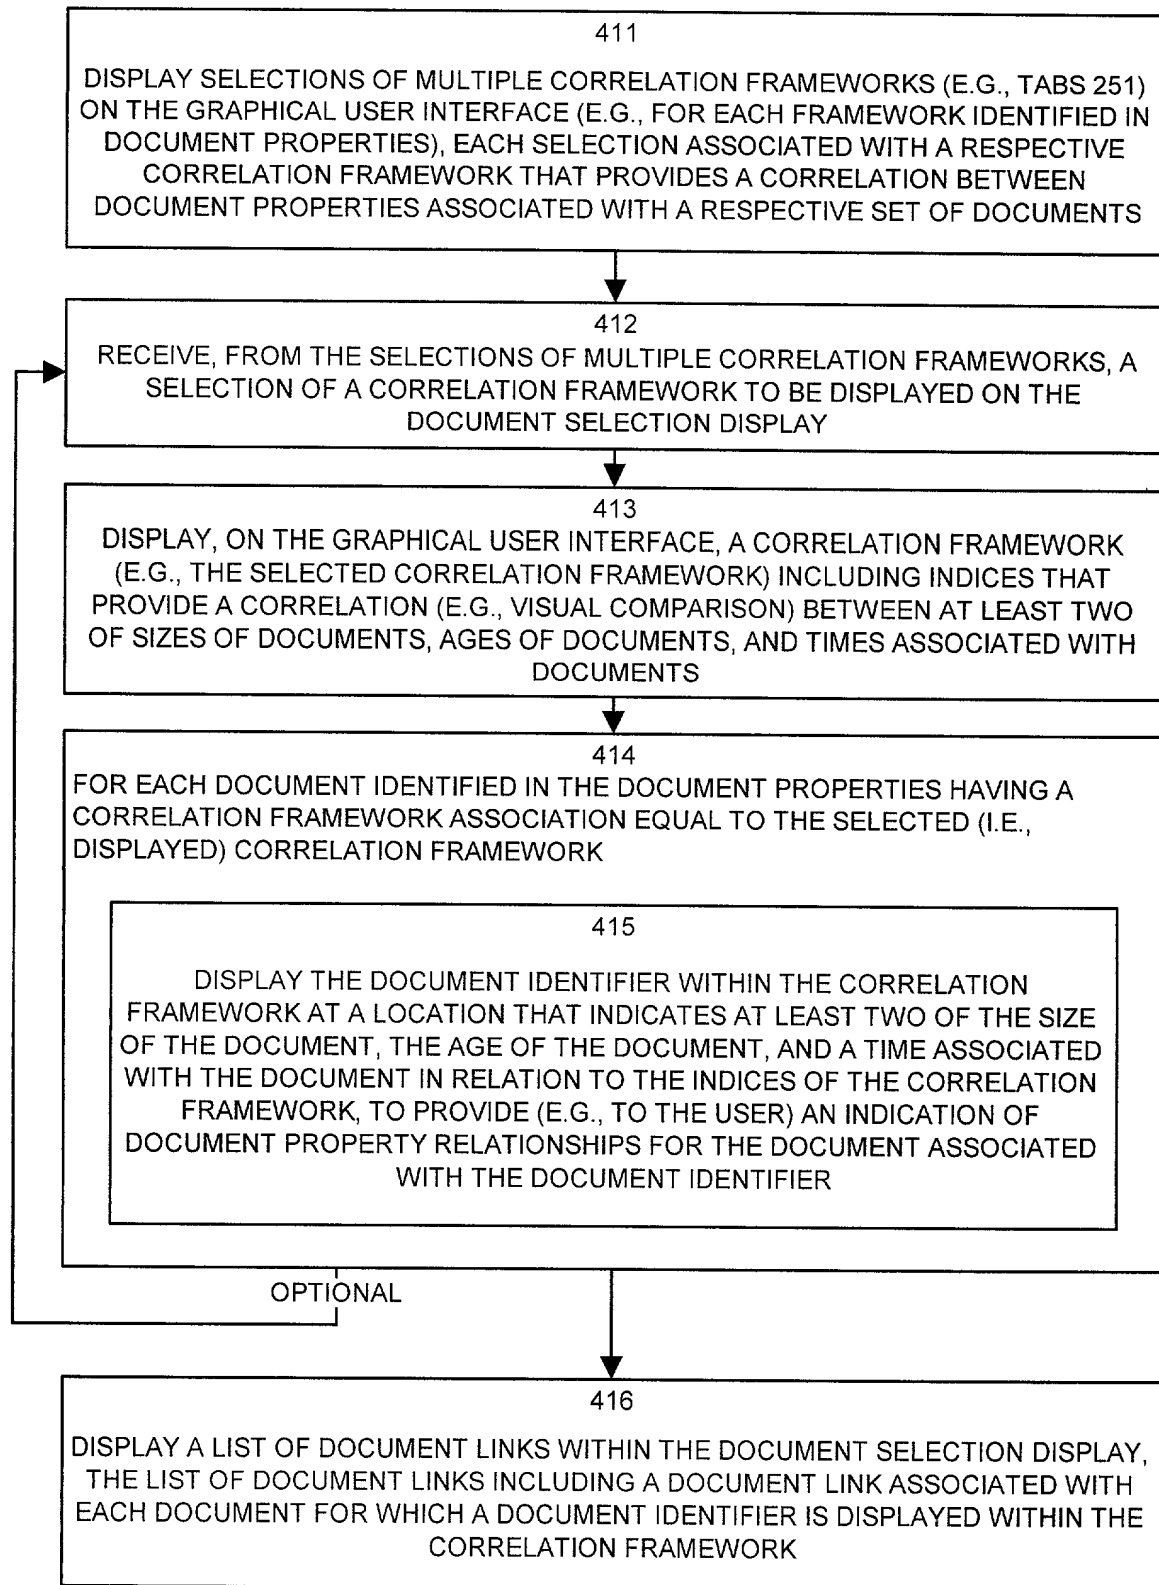 411
DISPLAY SELECTIONS OF MULTIPLE CORRELATION FRAMEWORKS (E.G., TABS 251)
ON THE GRAPHICAL USER INTERFACE (E.G., FOR EACH FRAMEWORK IDENTIFIED IN
DOCUMENT PROPERTIES), EACH SELECTION ASSOCIATED WITH A RESPECTIVE
CORRELATION FRAMEWORK THAT PROVIDES A CORRELATION BETWEEN
DOCUMENT PROPERTIES ASSOCIATED WITH A RESPECTIVE SET OF DOCUMENTS
412
RECEIVE, FROM THE SELECTIONS OF MULTIPLE CORRELATION FRAMEWORKS, A
SELECTION OF A CORRELATION FRAMEWORK TO BE DISPLAYED ON THE
DOCUMENT SELECTION DISPLAY
413
DISPLAY, ON THE GRAPHICAL USER INTERFACE, A CORRELATION FRAMEWORK
(E.G., THE SELECTED CORRELATION FRAMEWORK) INCLUDING INDICES THAT
PROVIDE A CORRELATION (E.G., VISUAL COMPARISON) BETWEEN AT LEAST TWO
OF SIZES OF DOCUMENTS, AGES OF DOCUMENTS, AND TIMES ASSOCIATED WITH
DOCUMENTS
414
FOR EACH DOCUMENT IDENTIFIED IN THE DOCUMENT PROPERTIES HAVING A
CORRELATION FRAMEWORK ASSOCIATION EQUAL TO THE SELECTED (I.E.,
DISPLAYED) CORRELATION FRAMEWORK
415
DISPLAY THE DOCUMENT IDENTIFIER WITHIN THE CORRELATION
FRAMEWORK AT A LOCATION THAT INDICATES AT LEAST TWO OF THE SIZE
OF THE DOCUMENT, THE AGE OF THE DOCUMENT, AND A TIME ASSOCIATED
WITH THE DOCUMENT IN RELATION TO THE INDICES OF THE CORRELATION
FRAMEWORK, TO PROVIDE (E.G., TO THE USER) AN INDICATION OF
DOCUMENT PROPERTY RELATIONSHIPS FOR THE DOCUMENT ASSOCIATED
WITH THE DOCUMENT IDENTIFIER
OPTIONAL
416
DISPLAY A LIST OF DOCUMENT LINKS WITHIN THE DOCUMENT SELECTION DISPLAY,
THE LIST OF DOCUMENT LINKS INCLUDING A DOCUMENT LINK ASSOCIATED WITH
EACH DOCUMENT FOR WHICH A DOCUMENT IDENTIFIER IS DISPLAYED WITHIN THE
CORRELATION FRAMEWORK